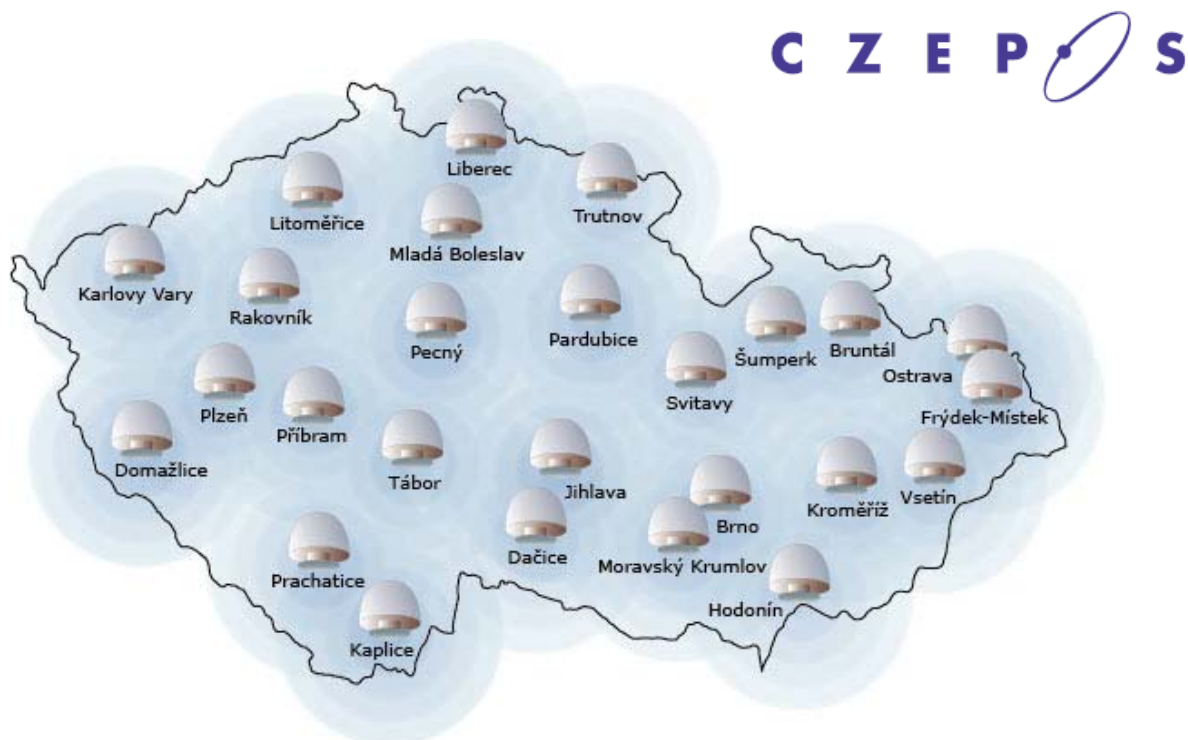 CZEPOS
Liberec
Litoměřice
Trutnov
Mladá Boleslav
Karlovy Vary
Rakovník
Pecný
Pardubice
Šumperk
Bruntál
Ostrava
Svitavy
Plzeň
Příbram
Frýdek-Místek
Domažlice
Tábor
Jihlava
Kroměříž
Vsetín
Brno
Dačice
Moravský Krumlov
Prachatice
Hodonín
Kaplice